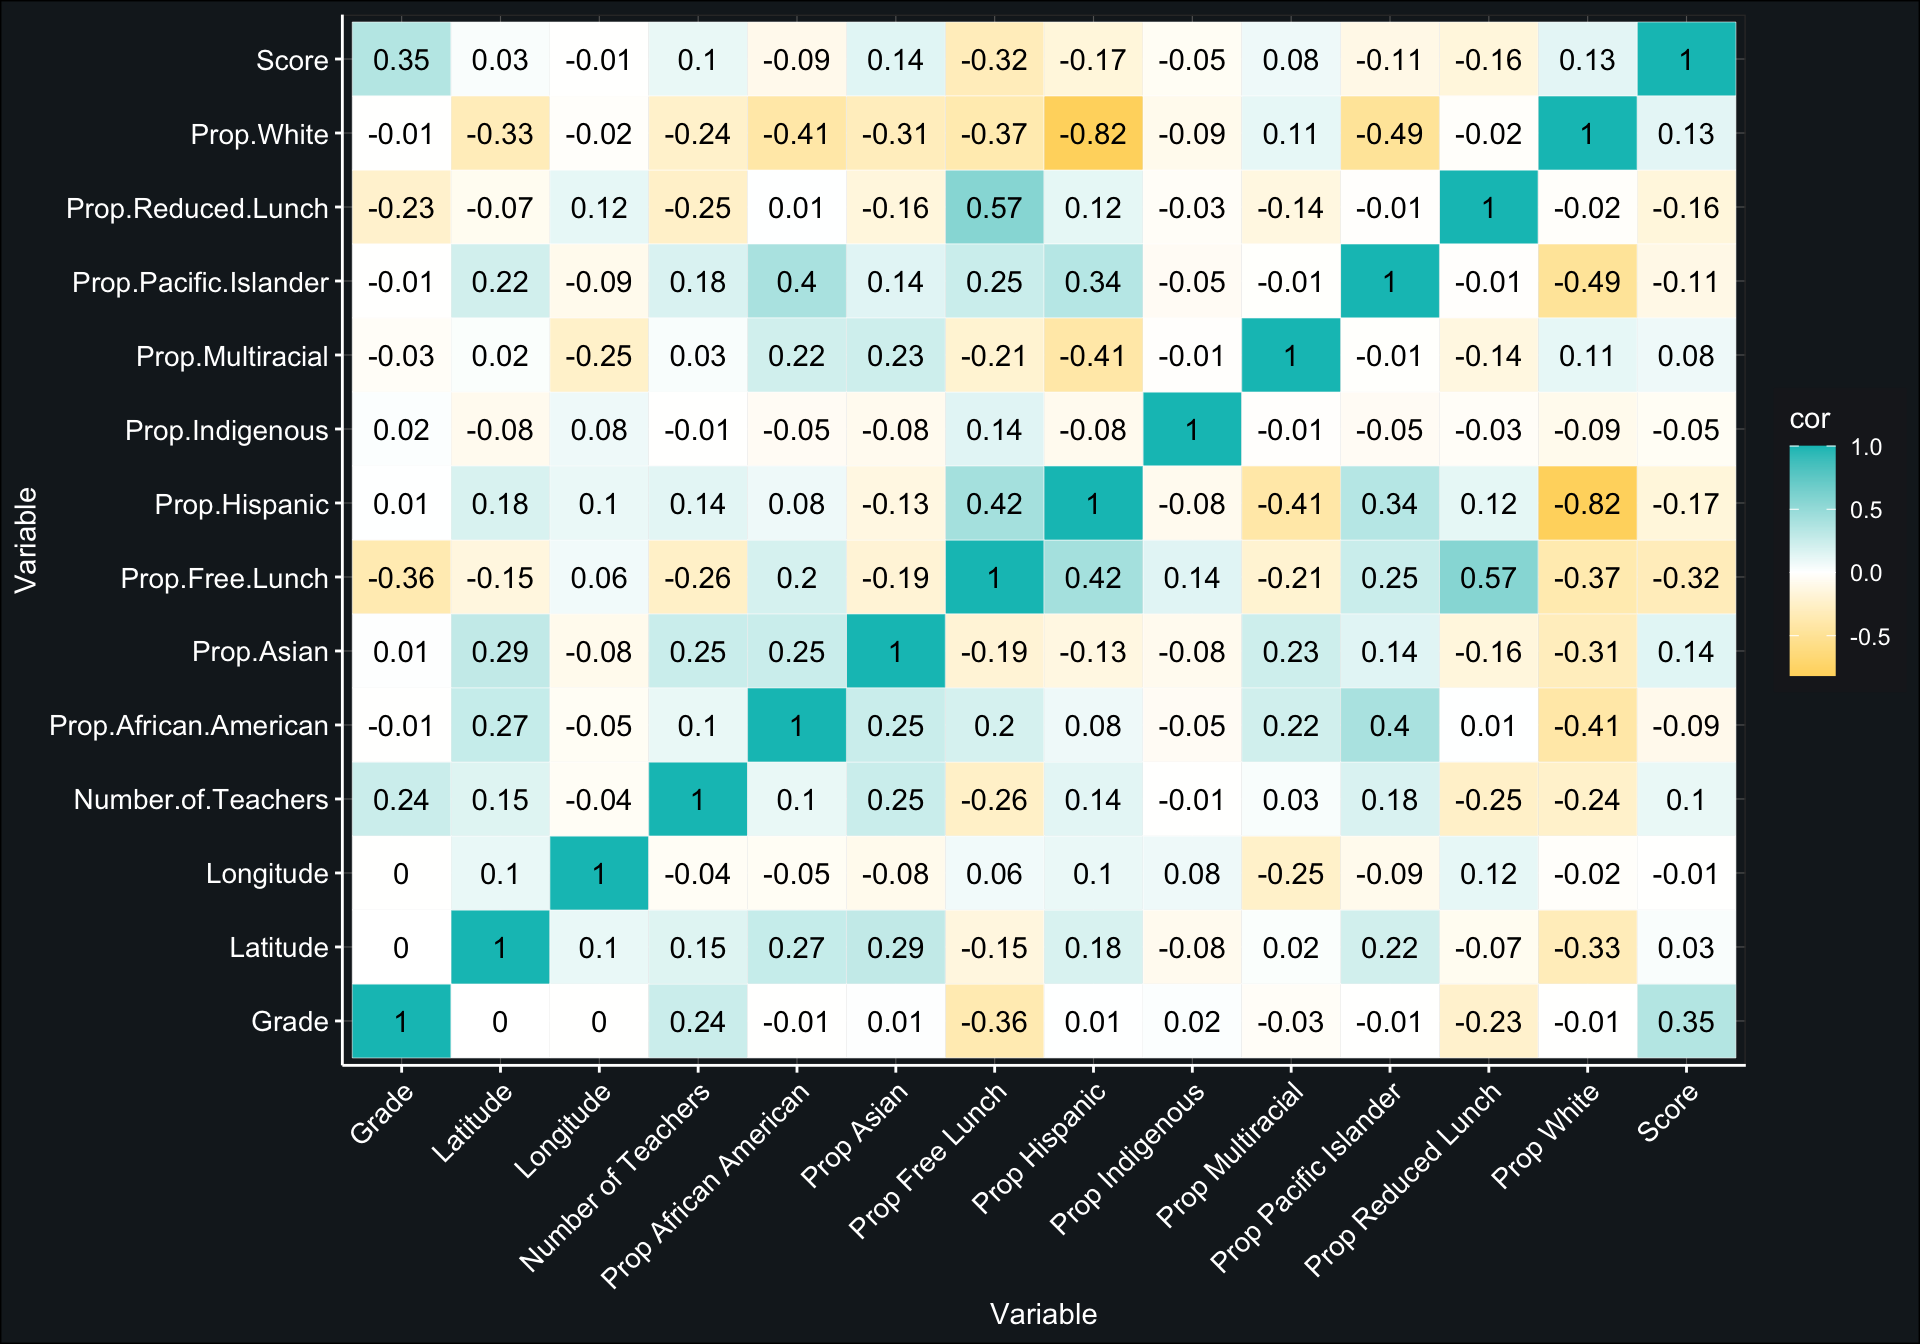 Score 0.35 0.03 -0.01 0.1 -0.09 0.14 -0.32 -0.17 -0.05 0.08 -0.11 -0.16 0.13 1
Prop.White -0.01 -0.33 -0.02 -0.24 -0.41 -0.31 -0.37 -0.82 -0.09 0.11 -0.49 -0.02 1 0.13
Prop.Reduced.Lunch -0.23 -0.07 0.12 -0.25 0.01 -0.16 0.57 0.12 -0.03 -0.14 -0.01 1 -0.02 -0.16
Prop.Pacific.Islander -0.01 0.22 -0.09 0.18 0.4 0.14 0.25 0.34 -0.05 -0.01 1 -0.01 -0.49 -0.11
Prop.Multiracial -0.03 0.02 -0.25 0.03 0.22 0.23 -0.21 -0.41 -0.01 1 -0.01 -0.14 0.11 0.08
Prop.Indigenous 0.02 -0.08 0.08 -0.01 -0.05 -0.08 0.14 -0.08 1 -0.01 -0.05 -0.03 -0.09 -0.05
Prop.Hispanic 0.01 0.18 0.1 0.14 0.08 -0.13 0.42 1 -0.08 -0.41 0.34 0.12 -0.82 -0.17
Prop.Free.Lunch -0.36 -0.15 0.06 -0.26 0.2 -0.19 1 0.42 0.14 -0.21 0.25 0.57 -0.37 -0.32
Prop.Asian 0.01 0.29 -0.08 0.25 0.25 1 -0.19 -0.13 -0.08 0.23 0.14 -0.16 -0.31 0.14
Prop.African.American -0.01 0.27 -0.05 0.1 1 0.25 0.2 0.08 -0.05 0.22 0.4 0.01 -0.41 -0.09
Number.of.Teachers 0.24 0.15 -0.04 1 0.1 0.25 -0.26 0.14 -0.01 0.03 0.18 -0.25 -0.24 0.1
Longitude 0 0.1 1 -0.04 -0.05 -0.08 0.06 0.1 0.08 -0.25 -0.09 0.12 -0.02 -0.01
Latitude 0 1 0.1 0.15 0.27 0.29 -0.15 0.18 -0.08 0.02 0.22 -0.07 -0.33 0.03
Grade 1 0 0 0.24 -0.01 0.01 -0.36 0.01 0.02 -0.03 -0.01 -0.23 -0.01 0.35
Variable
Grade
Latitude
Longitude
Number of Teachers
Prop African American
Prop Asian
Prop Free Lunch
Prop Hispanic
Prop Indigenous
Prop Multiracial
Prop Pacific Islander
Prop Reduced Lunch
Prop White
Score
Variable
cor
1.0
0.5
0.0
-0.5